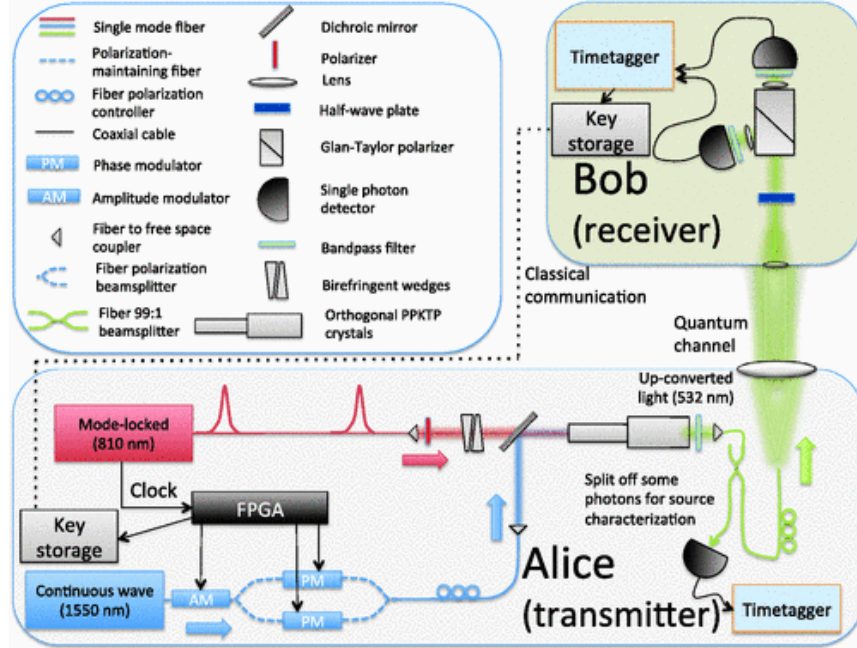 Single mode fiber
Polarization-
maintaining fiber
Fiber polarization
controller
Coaxial cable
PM
Phase modulator
AM
Amplitude modulator
Fiber to free space
coupler
Fiber polarization
beamsplitter
Fiber 99:1
beamsplitter
Dichroic mirror
Polarizer
Lens
Half-wave plate
Glan-Taylor polarizer
Single photon
detector
Bandpass filter
Birefringent wedges
Orthogonal PPKTP
crystals
Timetagger
Key
storage
Bob
(receiver)
Classical
communication
Quantum
channel
Up-converted
light (532 nm)
Mode-locked
(810 nm)
Clock
FPGA
Key
storage
Continuous wave
(1550 nm)
AM
PM
PM
Split off some
photons for source
characterization
Alice
(transmitter)
Timetagger